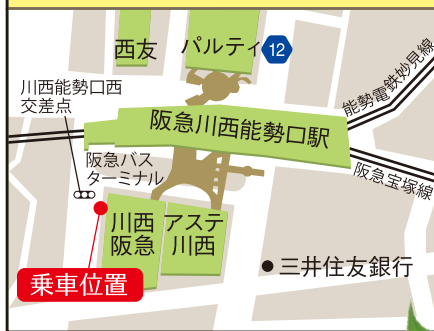 西友
パルティ
12
川西能勢口西
交差点
能勢電鉄妙見線
阪急川西能勢口駅
阪急バス
ターミナル
阪急宝塚線
川西
阪急
アステ
川西
三井住友銀行
乗車位置